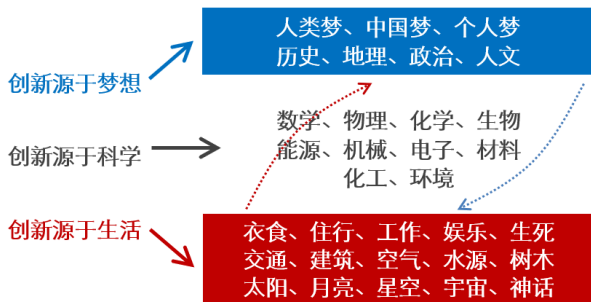 人类梦、中国梦、个人梦
历史、地理、政治、人文
创新源于梦想
数学、物理、化学、生物
能源、机械、电子、材料
化工、环境
创新源于科学
创新源于生活
衣食、住行、工作、娱乐、生死
交通、建筑、空气、水源、树木
太阳、月亮、星空、宇宙、神话